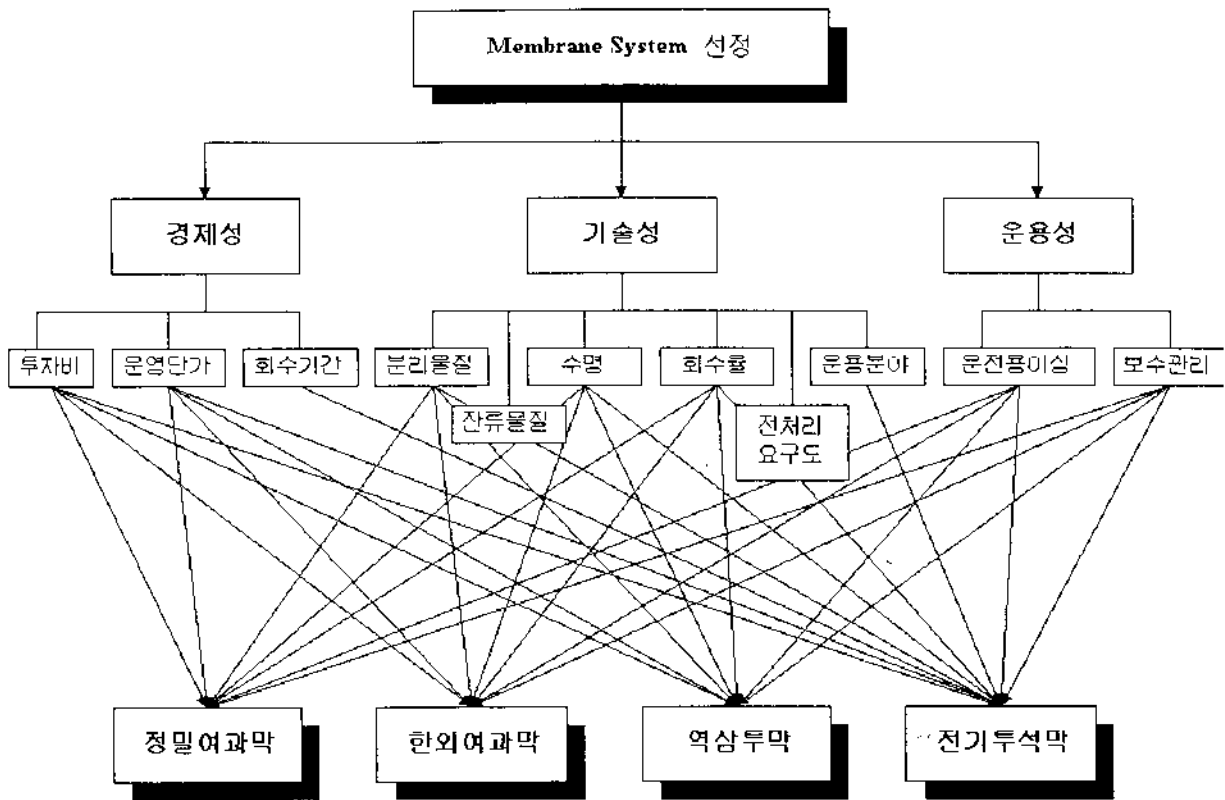 Membrane System 선정
경제성
기술성
운용성
투자비
운영단가
회수기간
분리물질
수명
회수율
운용분야
운전용이성
보수관리
잔류물질
전처리
요구도
정밀여과막
한외여과막
역삼투막
전기투석막